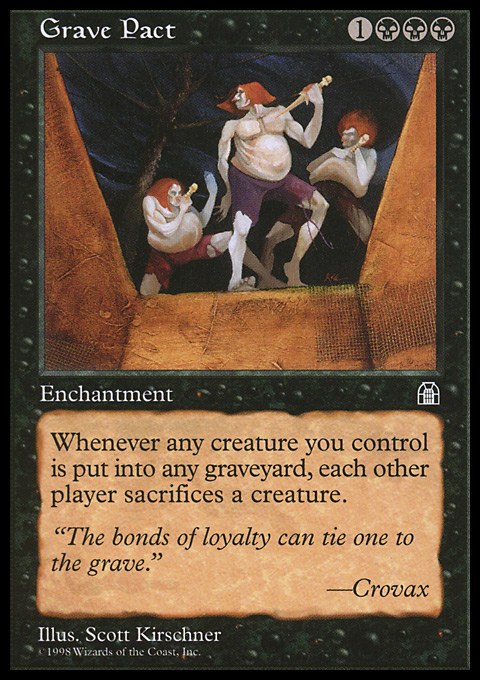 Grave Pact
1
Enchantment
Whenever any creature you control
is put into any graveyard, each other
player sacrifices a creature.
“The bonds of loyalty can tie one to
the grave.”
—Crovax
Illus. Scott Kirschner
©1998 Wizards of the Coast, Inc.